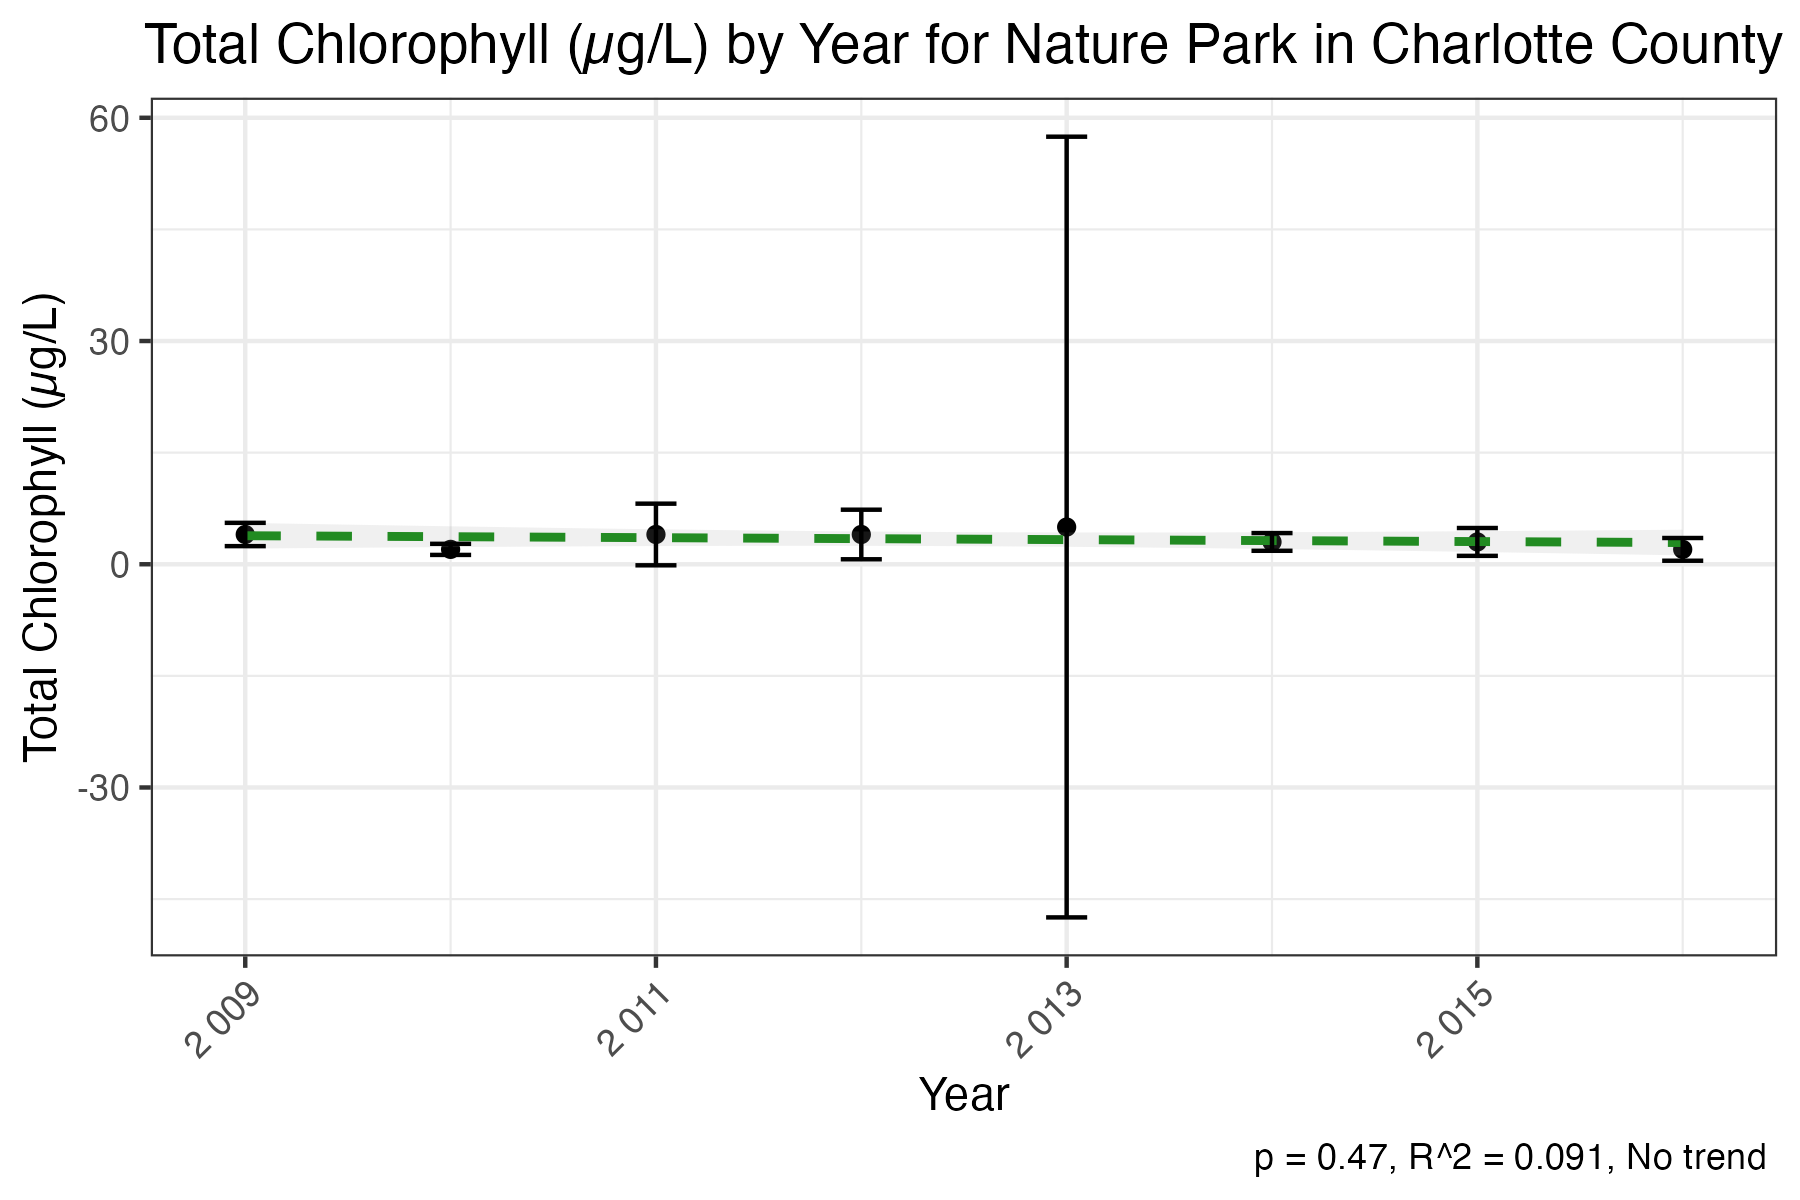 Total Chlorophyll (µg/L) by Year for Nature Park in Charlotte County
Total Chlorophyll (µg/L)
60
30
0
-30
2 009
2 011
2 013
2 015
Year
p = 0.47, R^2 = 0.091, No trend